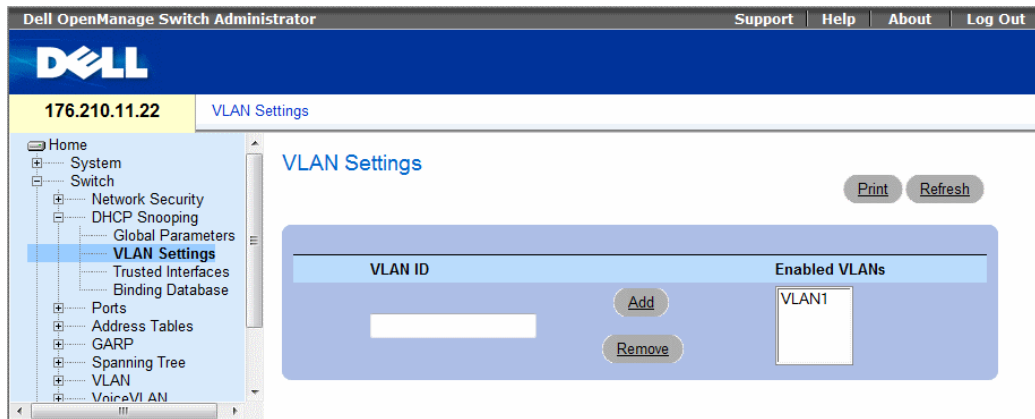 Dell OpenManage Switch Administrator
Support Help About Log Out
DELL
176.210.11.22
VLAN Settings
Home
System
Switch
Network Security
DHCP Snooping
Global Parameters
VLAN Settings
Trusted Interfaces
Binding Database
Ports
Address Tables
GARP
Spanning Tree
VLAN
VoiceVLAN
VLAN Settings
Print Refresh
VLAN ID
Enabled VLANs
Add
VLAN1
Remove